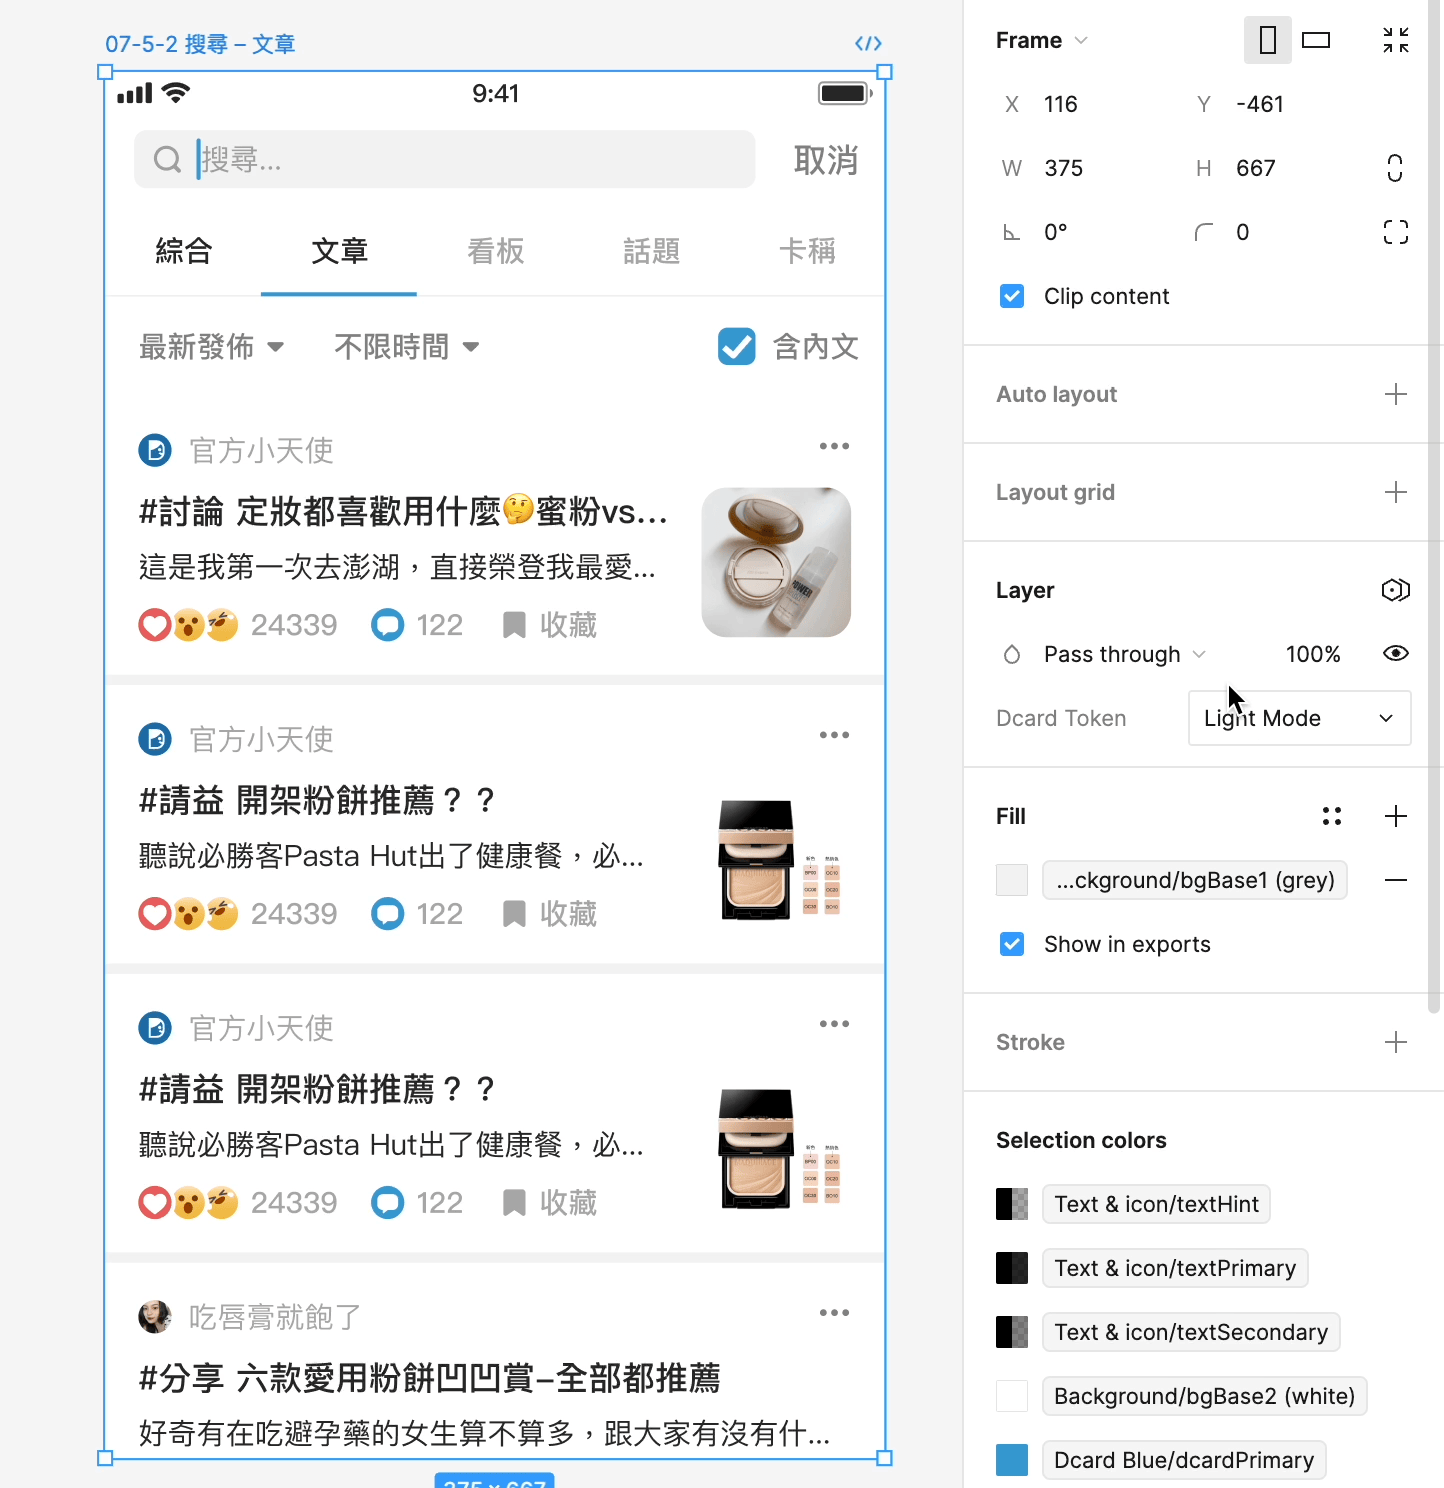 07-5-2 搜尋 – 文章
9:41
搜尋...
取消
綜合 文章 看板 話題 卡稱
最新發佈 不限時間 含內文
官方小天使
#討論 定妝都喜歡用什麼🤔蜜粉vs...
這是我第一次去澎湖，直接榮登我最愛...
24339 122 收藏
官方小天使
#請益 開架粉餅推薦？？
聽說必勝客Pasta Hut出了健康餐，必...
24339 122 收藏
官方小天使
#請益 開架粉餅推薦？？
聽說必勝客Pasta Hut出了健康餐，必...
24339 122 收藏
吃唇膏就飽了
#分享 六款愛用粉餅凹凹賞–全部都推薦
好奇有在吃避孕藥的女生算不算多，跟大家有沒有什...
375 × 667
Frame
X 116 Y -461
W 375 H 667
0° 0
Clip content
Auto layout
Layout grid
Layer
Pass through 100%
Dcard Token Light Mode
Fill
...ckground/bgBase1 (grey)
Show in exports
Stroke
Selection colors
Text & icon/textHint
Text & icon/textPrimary
Text & icon/textSecondary
Background/bgBase2 (white)
Dcard Blue/dcardPrimary